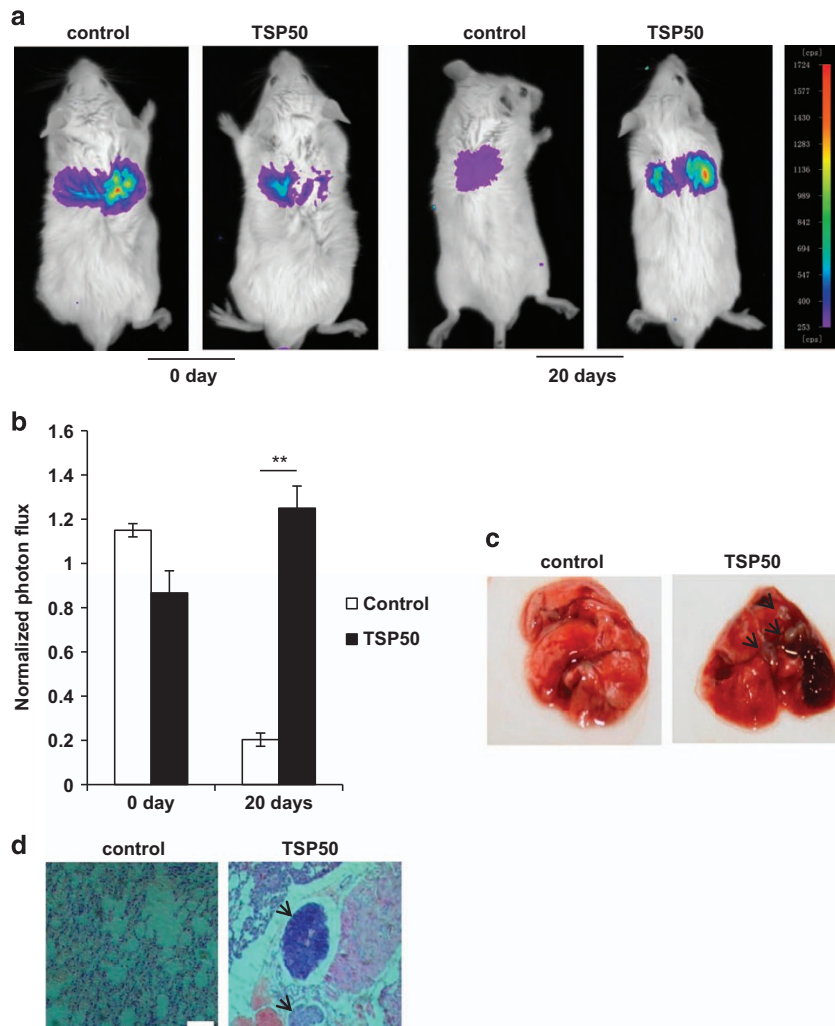 a
control TSP50 control TSP50
[cps]
1724
1577
1430
1283
1136
989
842
694
547
400
253
[cps]
0 day 20 days
b
Normalized photon flux
1.6
1.4
1.2
1
0.8
0.6
0.4
0.2
0
**
Control
TSP50
0 day 20 days
c
control TSP50
d
control TSP50